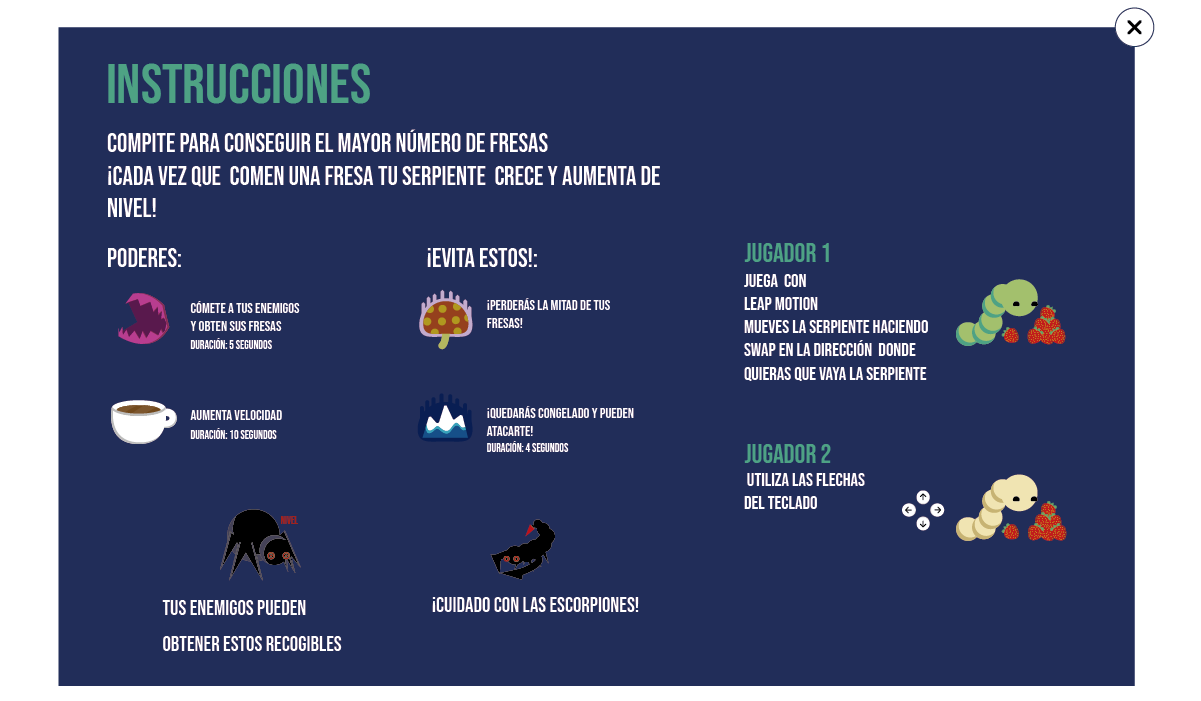 INSTRUCCIONES
COMPITE PARA CONSEGUIR EL MAYOR NÚMERO DE FRESAS
¡CADA VEZ QUE COMEN UNA FRESA TU SERPIENTE CRECE Y AUMENTA DE
NIVEL!
PODERES:
CÓMETE A TUS ENEMIGOS
Y OBTEN SUS FRESAS
DURACIÓN: 5 SEGUNDOS
AUMENTA VELOCIDAD
DURACIÓN: 10 SEGUNDOS
¡EVITA ESTOS!:
¡PERDERÁS LA MITAD DE TUS
FRESAS!
¡QUEDARÁS CONGELADO Y PUEDEN
ATACARTE!
DURACIÓN: 4 SEGUNDOS
NIVEL
TUS ENEMIGOS PUEDEN
OBTENER ESTOS RECOGIBLES
¡CUIDADO CON LAS ESCORPIONES!
JUGADOR 1
JUEGA CON
LEAP MOTION
MUEVES LA SERPIENTE HACIENDO
SWAP EN LA DIRECCIÓN DONDE
QUIERAS QUE VAYA LA SERPIENTE
JUGADOR 2
UTILIZA LAS FLECHAS
DEL TECLADO